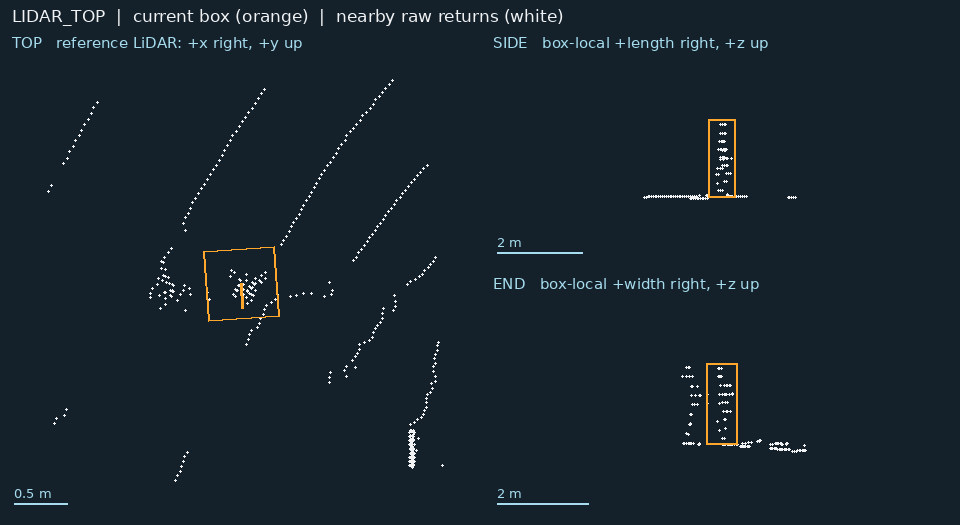 LIDAR_TOP | current box (orange) | nearby raw returns (white)
TOP reference LiDAR: +x right, +y up
SIDE box-local +length right, +z up
2 m
END box-local +width right, +z up
0.5 m
2 m